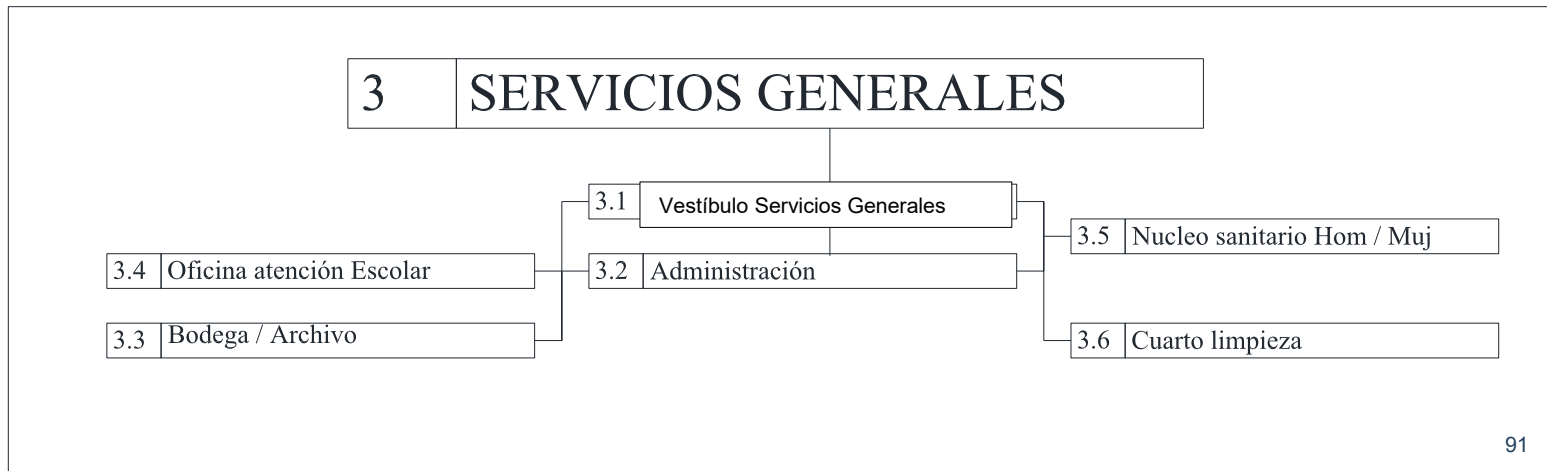 3 SERVICIOS GENERALES
3.1 Vestíbulo Servicios Generales
3.5 Nucleo sanitario Hom / Muj
3.4 Oficina atención Escolar
3.2 Administración
3.3 Bodega / Archivo
3.6 Cuarto limpieza
91